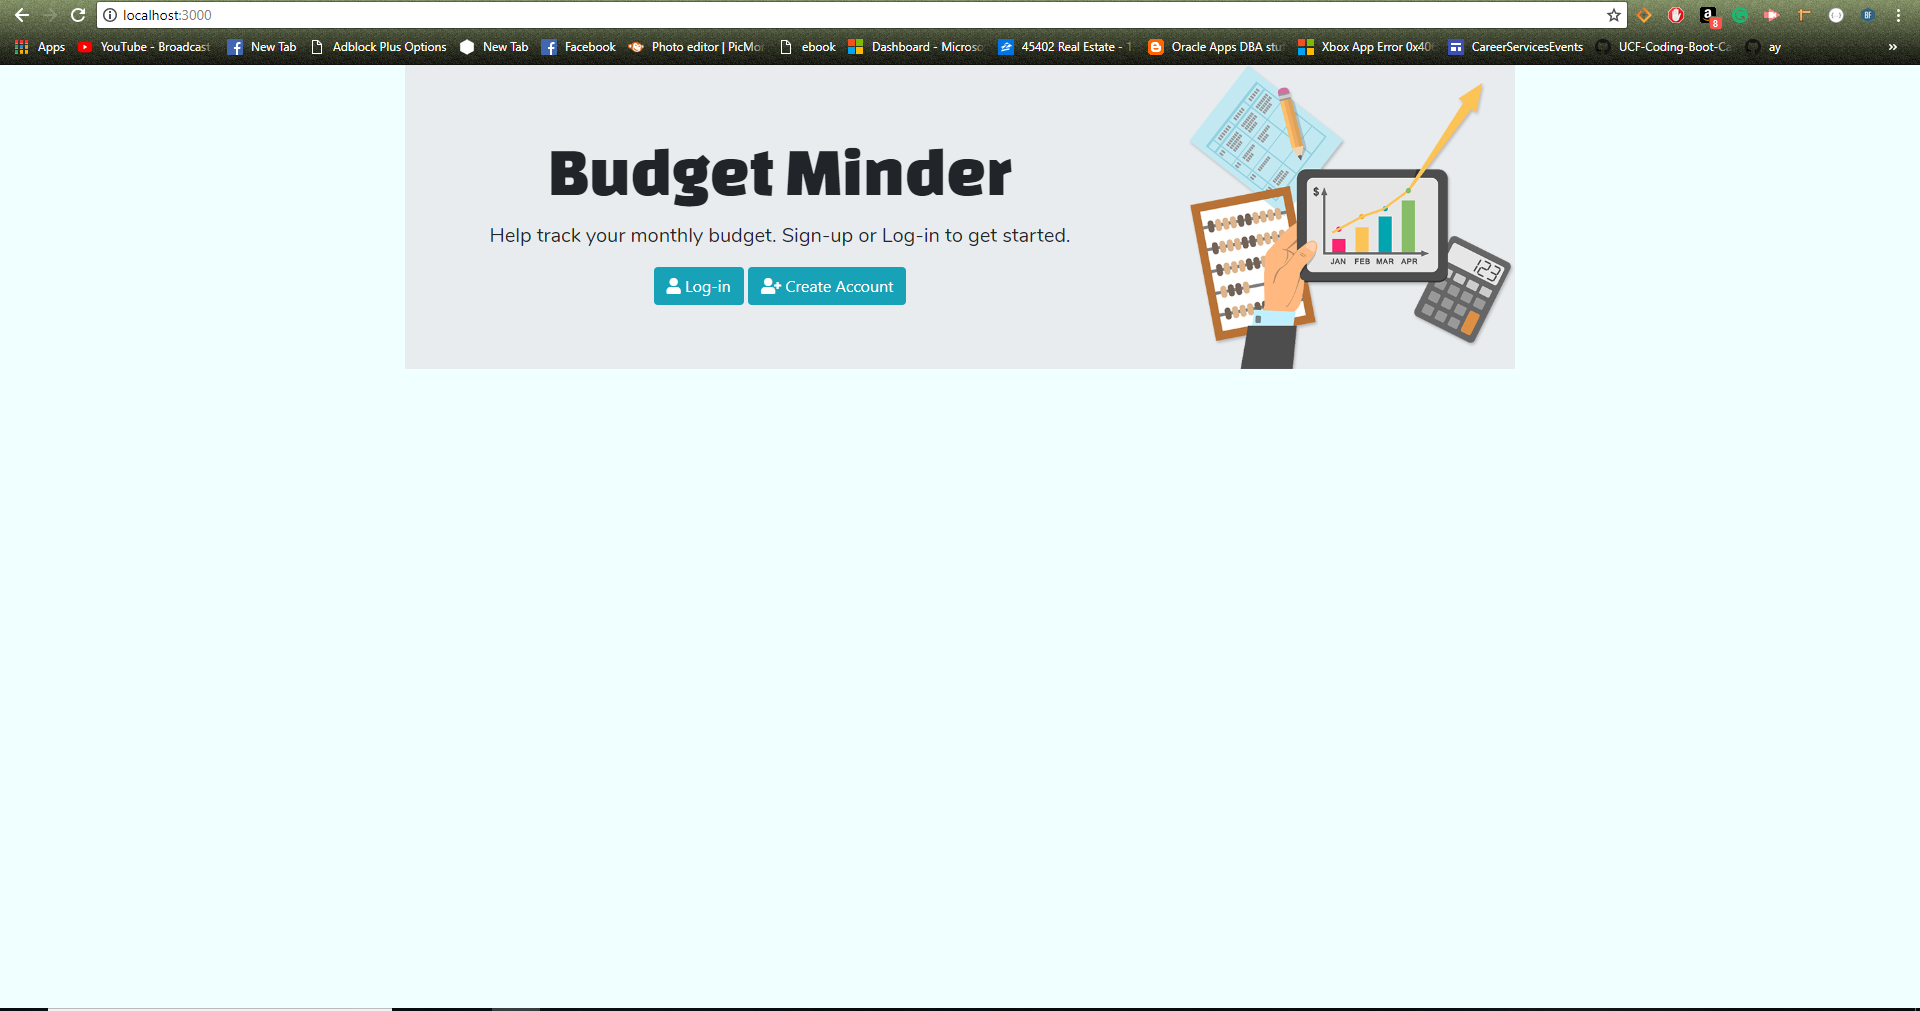 localhost:3000
Apps YouTube - Broadcast New Tab Adblock Plus Options New Tab Facebook Photo editor | PicMo ebook Dashboard - Microso 45402 Real Estate - 1 Oracle Apps DBA stu Xbox App Error 0x40 CareerServicesEvents UCF-Coding-Boot-Ca ay »
a 8 BF
Budget Minder
Help track your monthly budget. Sign-up or Log-in to get started.
Log-in Create Account
$
JAN FEB MAR APR
123